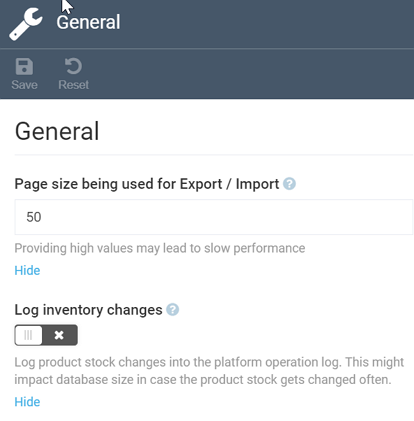 General
Save Reset
General
Page size being used for Export / Import ?
50
Providing high values may lead to slow performance
Hide
Log inventory changes ?
Log product stock changes into the platform operation log. This might
impact database size in case the product stock gets changed often.
Hide